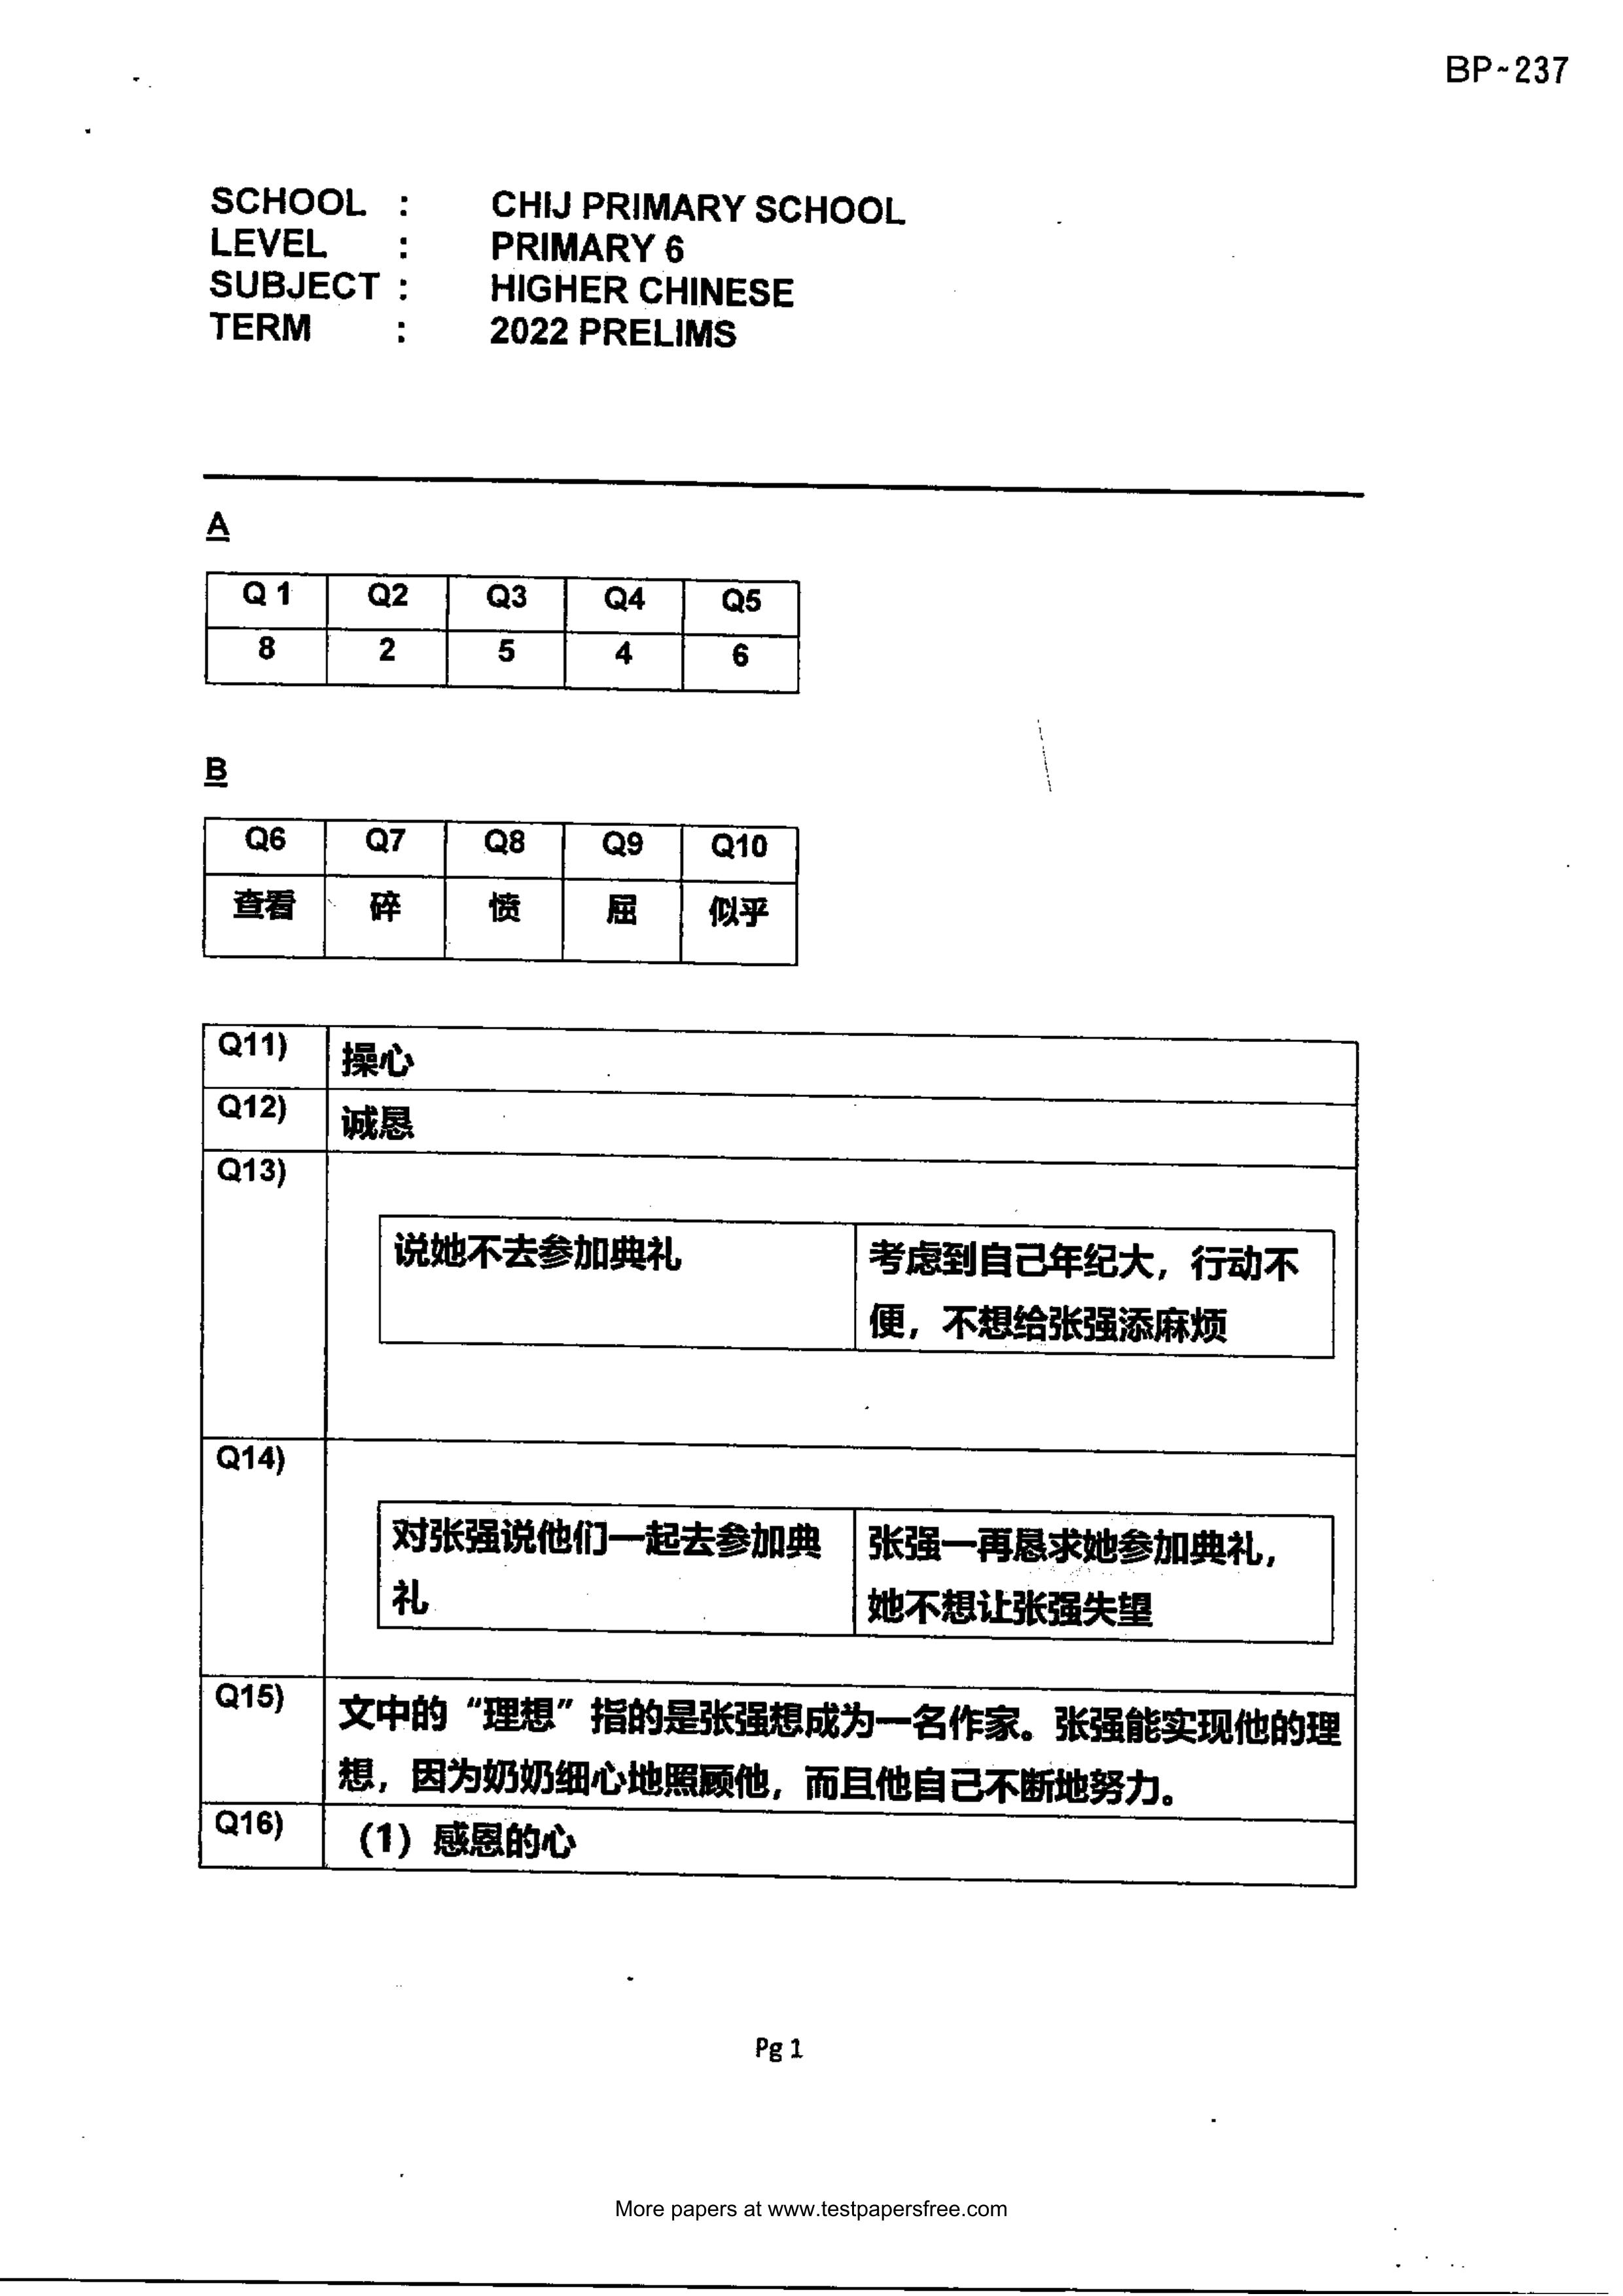 BP~237
SCHOOL : CHIJ PRIMARY SCHOOL
LEVEL : PRIMARY 6
SUBJECT : HIGHER CHINESE
TERM : 2022 PRELIMS
A
Q 1 Q2 Q3 Q4 Q5
8 2 5 4 6
B
Q6 Q7 Q8 Q9 Q10
查看 碎 愤 屈 似乎
Q11) 操心
Q12) 诚恳
Q13)
说她不去参加典礼 考虑到自己年纪大，行动不
便，不想给张强添麻烦
Q14)
对张强说他们一起去参加典 张强一再恳求她参加典礼，
礼 她不想让张强失望
Q15) 文中的“理想”指的是张强想成为一名作家。张强能实现他的理
想，因为奶奶细心地照顾他，而且他自己不断地努力。
Q16) （1）感恩的心
Pg 1
More papers at www.testpapersfree.com